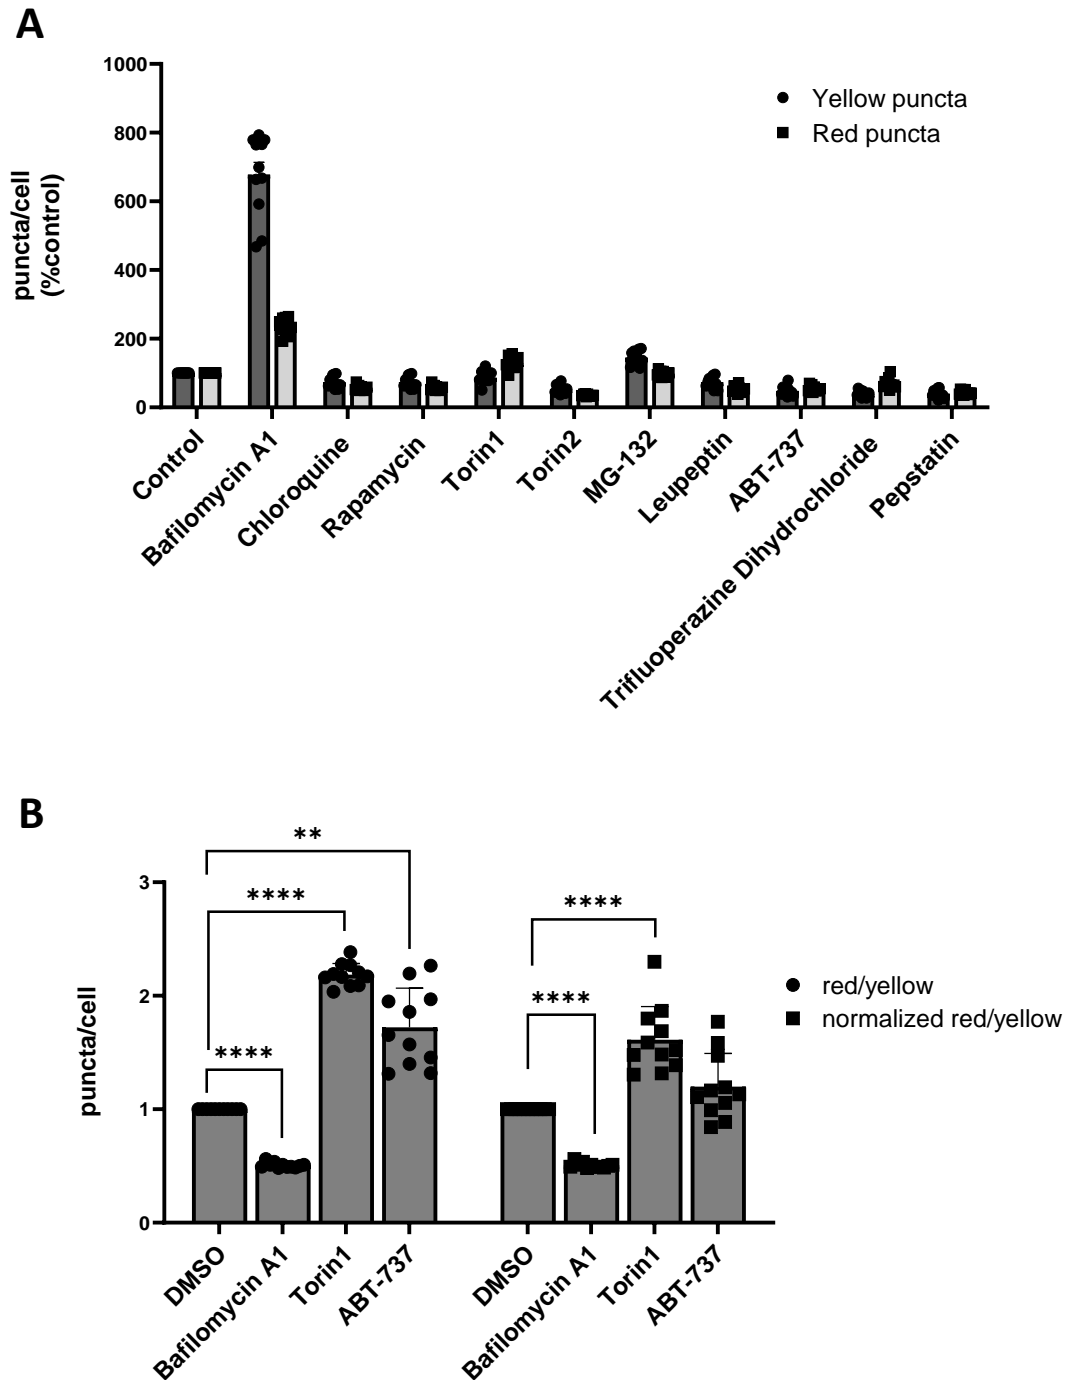 A
1000
800
600
400
200
0
puncta/cell
(%control)
Yellow puncta
Red puncta
Control
Bafilomycin A1
Chloroquine
Rapamycin
Torin1
Torin2
MG-132
Leupeptin
ABT-737
Trifluoperazine Dihydrochloride
Pepstatin
B
**
****
****
****
****
3
2
1
0
puncta/cell
red/yellow
normalized red/yellow
DMSO
Bafilomycin A1
Torin1
ABT-737
DMSO
Bafilomycin A1
Torin1
ABT-737